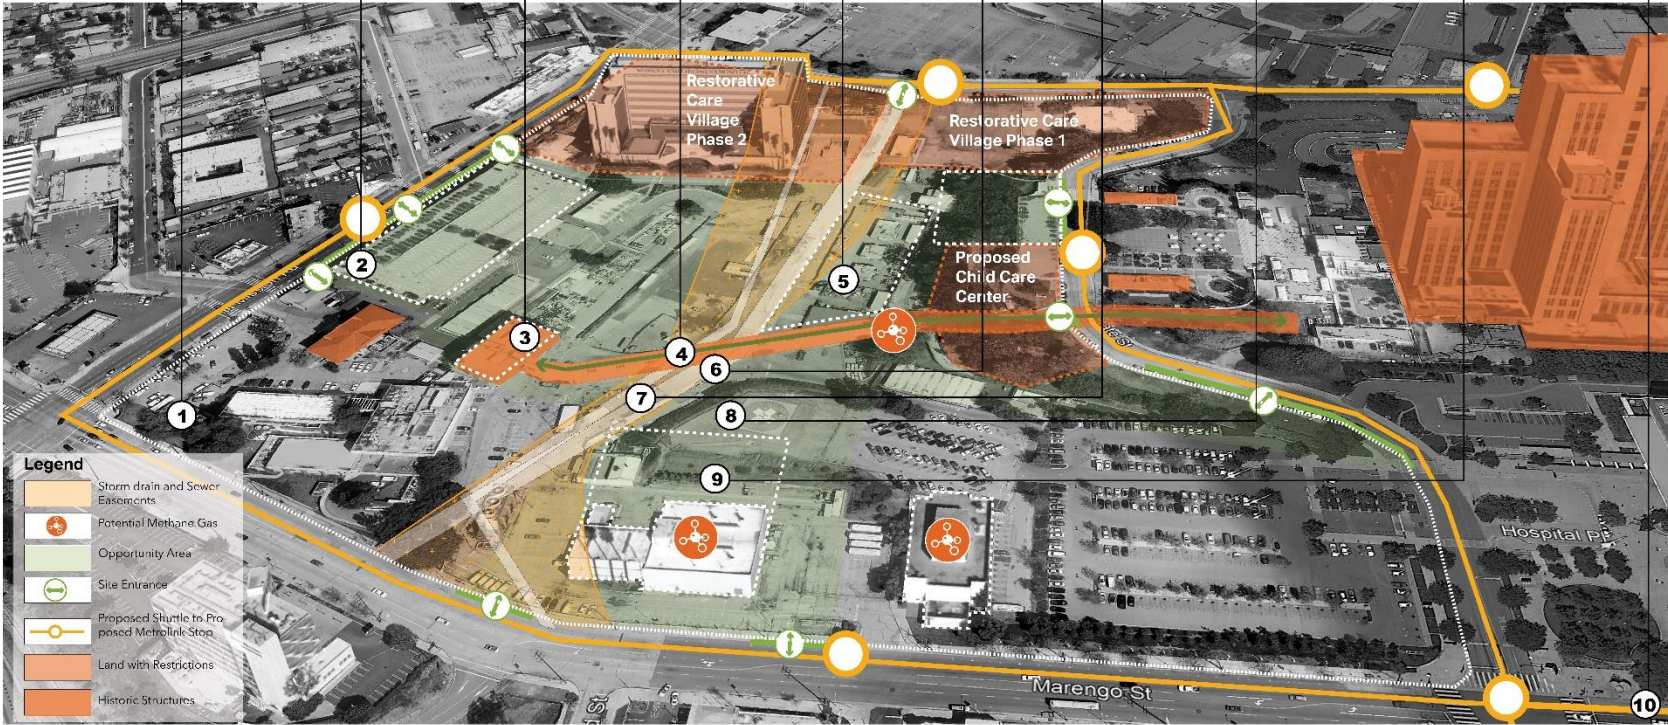 Restorative
Care
Village
Phase 2
Restorative Care
Village Phase 1
Proposed
Child Care
Center
2
5
3
4
6
7
1
8
9
Legend
Storm drain and Sewer
Easements
Potential Methane Gas
Opportunity Area
Site Entrance
Proposed Shuttle to Pro
posed Metrolink Stop
Land with Restrictions
Historic Structures
Hospital Pl
Marengo St
10